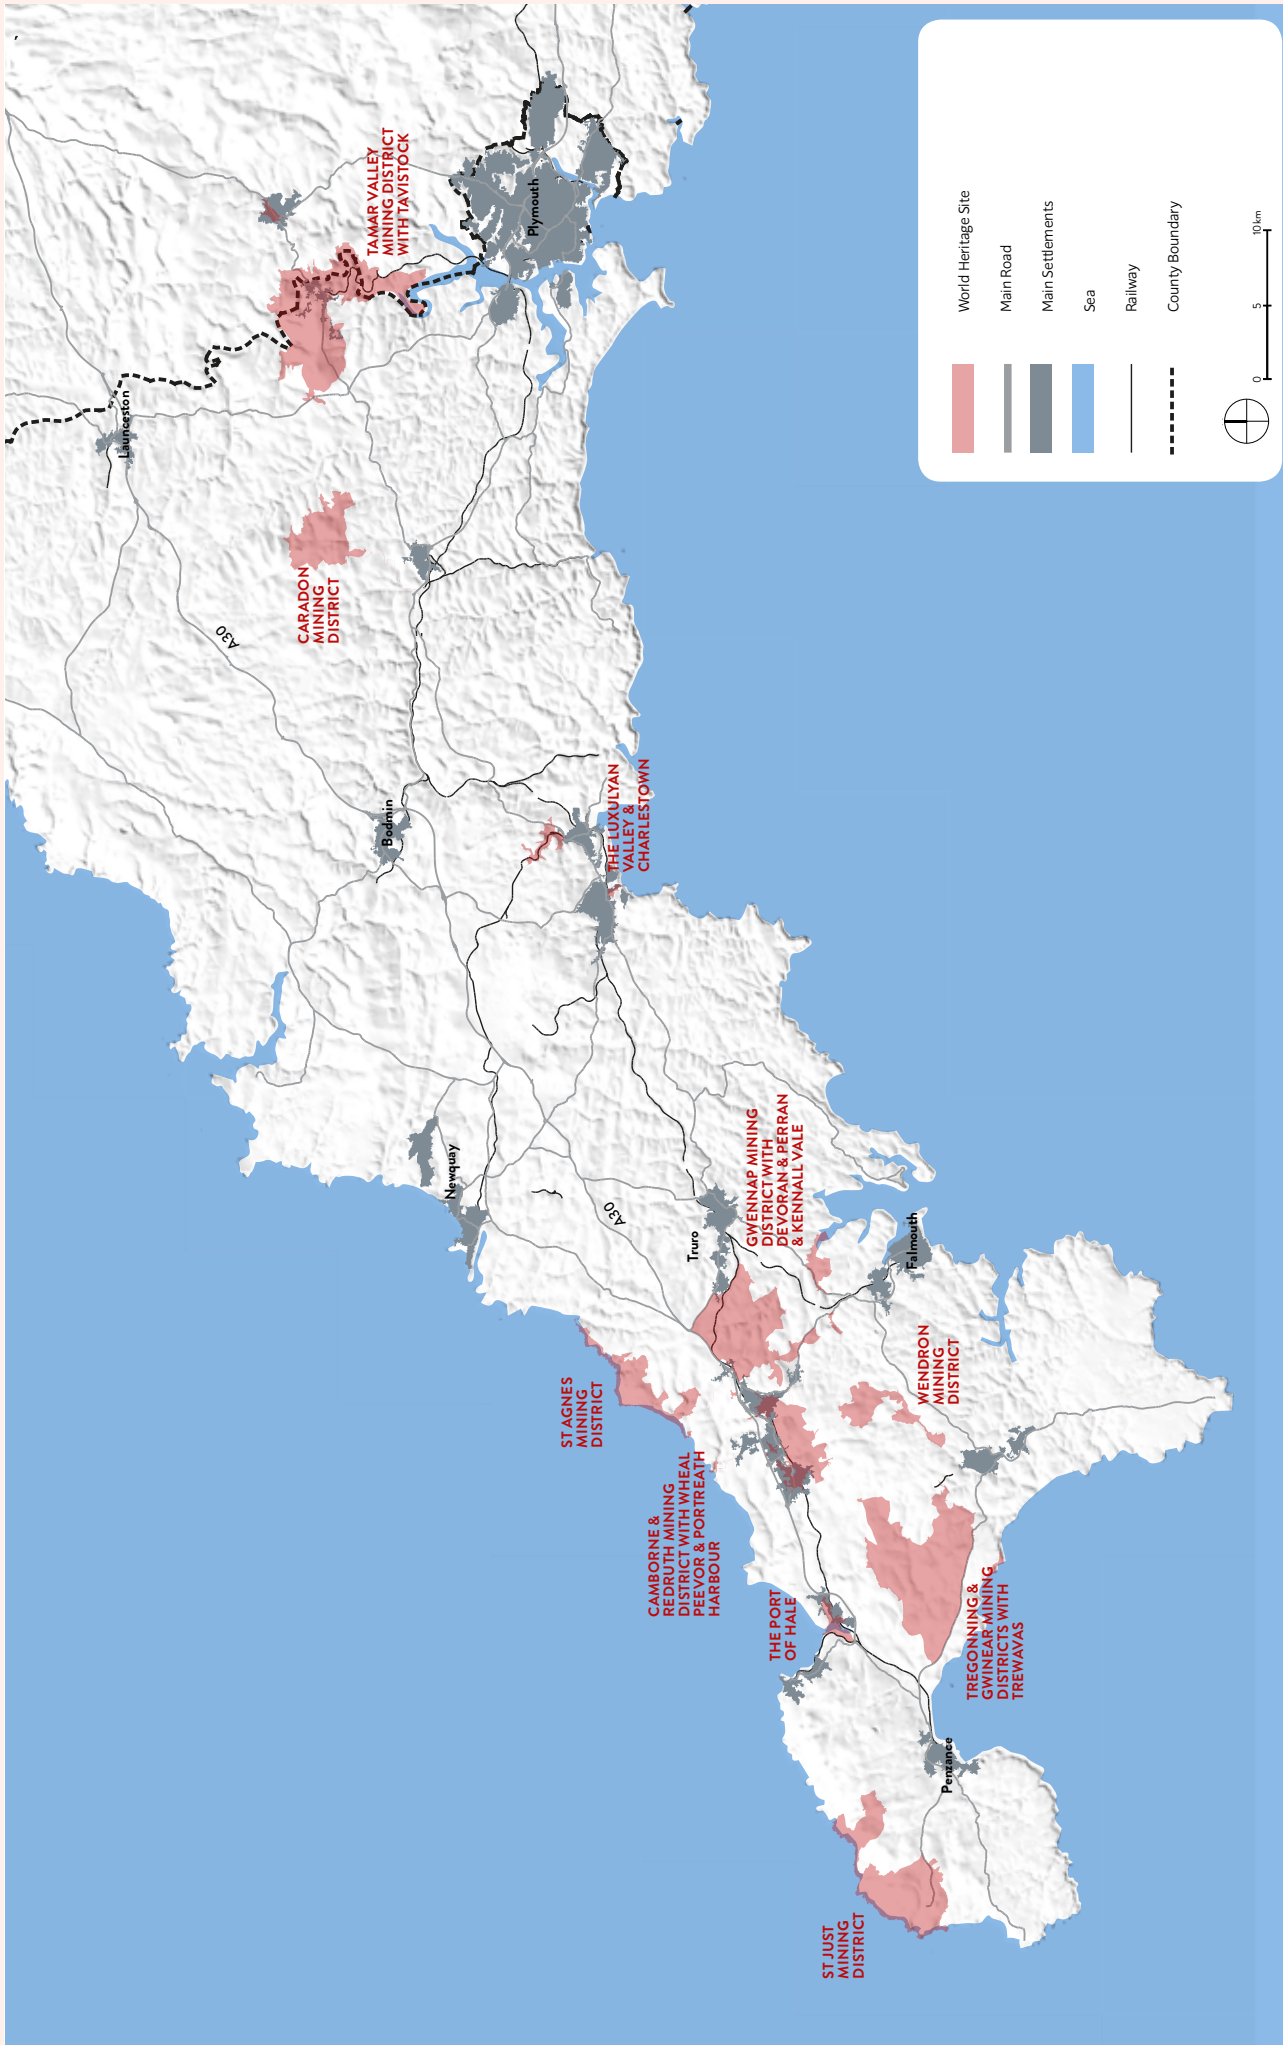 TAMAR VALLEY
MINING DISTRICT
WITH TAVISTOCK
Plymouth
Launceston
CARADON
MINING
DISTRICT
A30
Bodmin
THE LUXULYAN
VALLEY &
CHARLESTOWN
Newquay
A30
Truro
GWENNAP MINING
DISTRICT WITH
DEVORAN & PERRAN
& KENNALL VALE
Falmouth
WENDRON
MINING
DISTRICT
ST AGNES
MINING
DISTRICT
CAMBORNE &
REDRUTH MINING
DISTRICT WITH WHEAL
PEEVOR & PORTREATH
HARBOUR
THE PORT
OF HALE
TREGONNING &
GWINEAR MINING
DISTRICTS WITH
TREWAVAS
Penzance
ST JUST
MINING
DISTRICT
World Heritage Site
Main Road
Main Settlements
Sea
Railway
County Boundary
0 5 10km